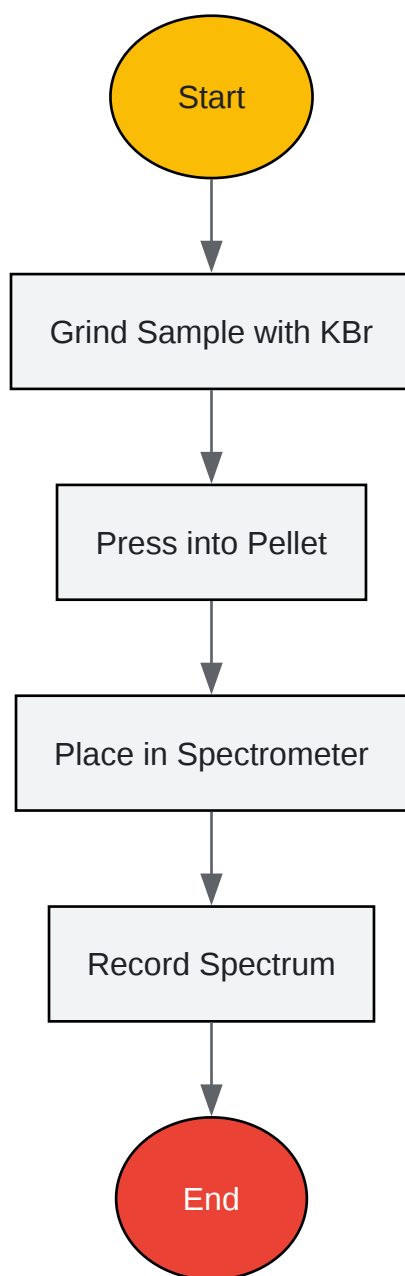 Start
Grind Sample with KBr
Press into Pellet
Place in Spectrometer
Record Spectrum
End